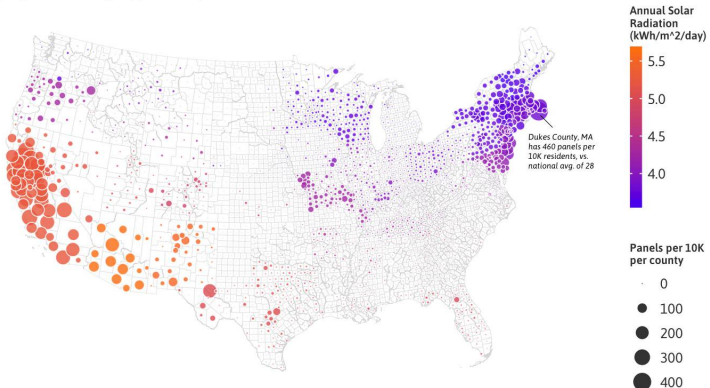 Annual Solar
Radiation
(kWh/m^2/day)
5.5
5.0
4.5
4.0
Dukes County, MA
has 460 panels per
10K residents, vs.
national avg. of 28
Panels per 10K
per county
0
100
200
300
400